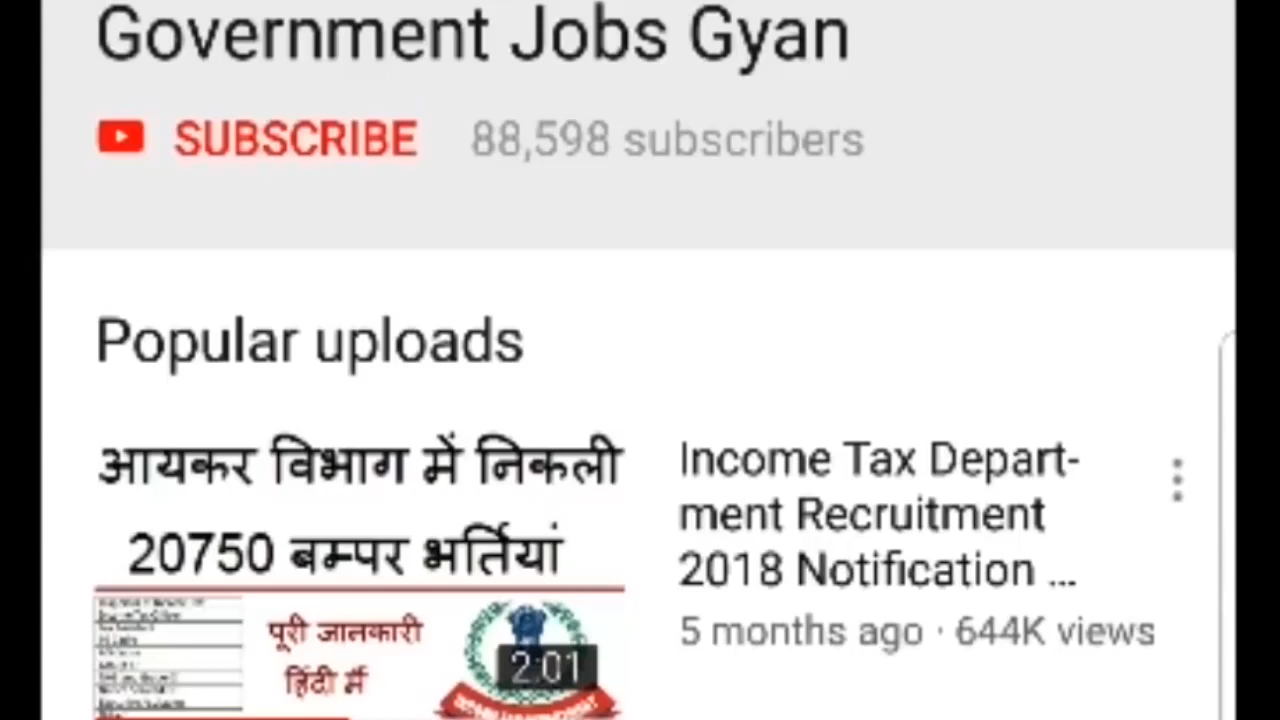 Government Jobs Gyan
SUBSCRIBE 88,598 subscribers
Popular uploads
आयकर विभाग में निकली
20750 बम्पर भर्तियां
पूरी जानकारी
हिंदी में
2:01
Income Tax Depart-
ment Recruitment
2018 Notification ...
5 months ago · 644K views